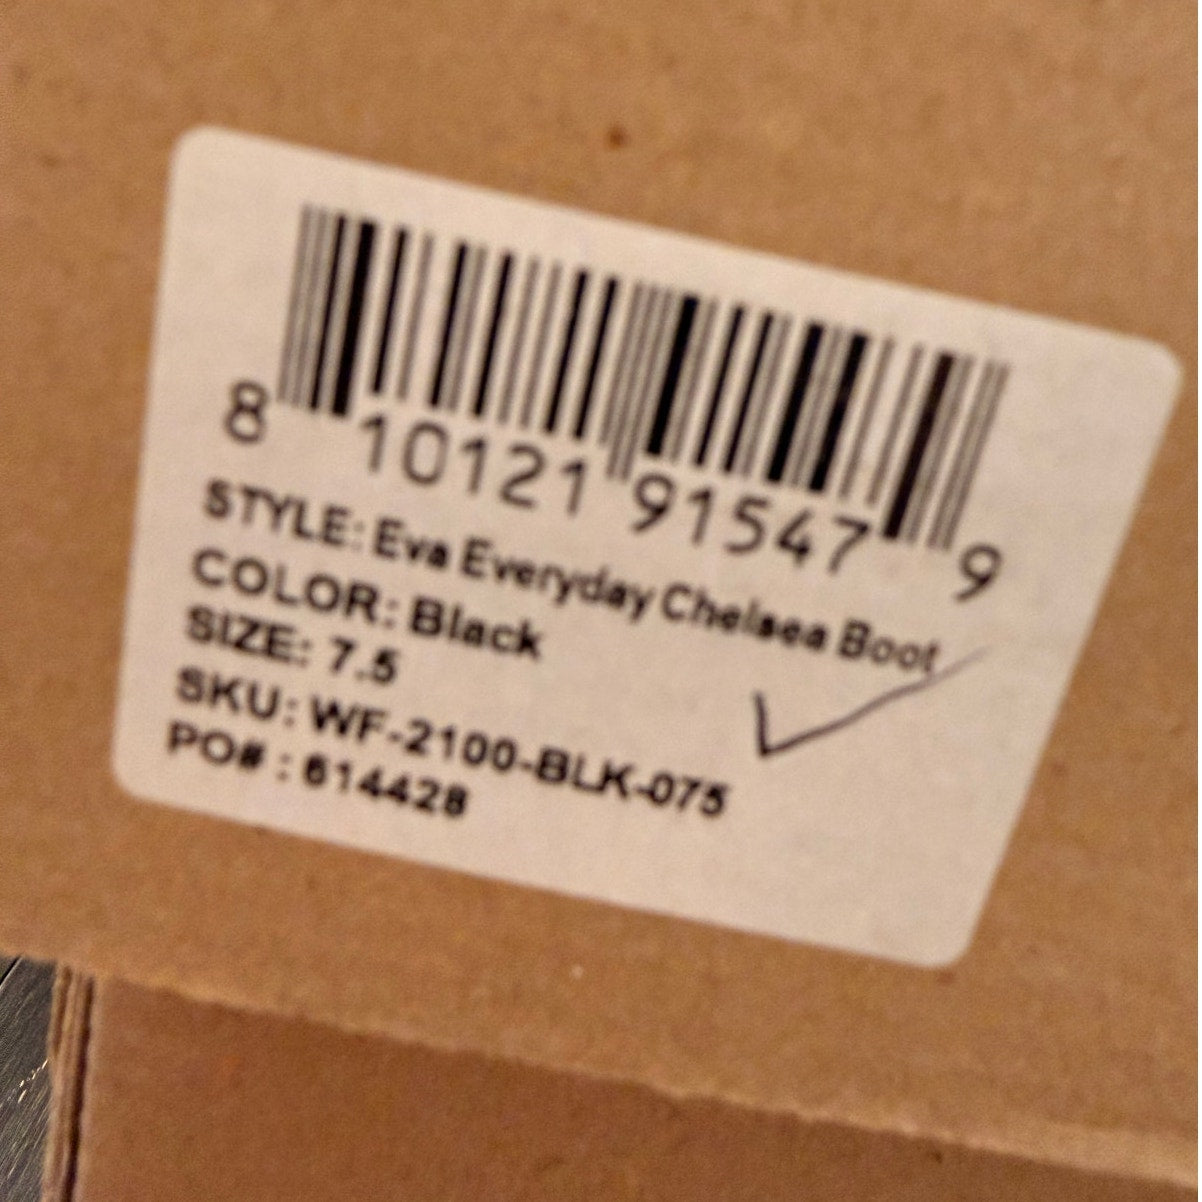 8 10121 91547 9
STYLE: Eva Everyday Chelsea Boot
COLOR: Black
SIZE: 7.5
SKU: WF-2100-BLK-075
PO# : 614428